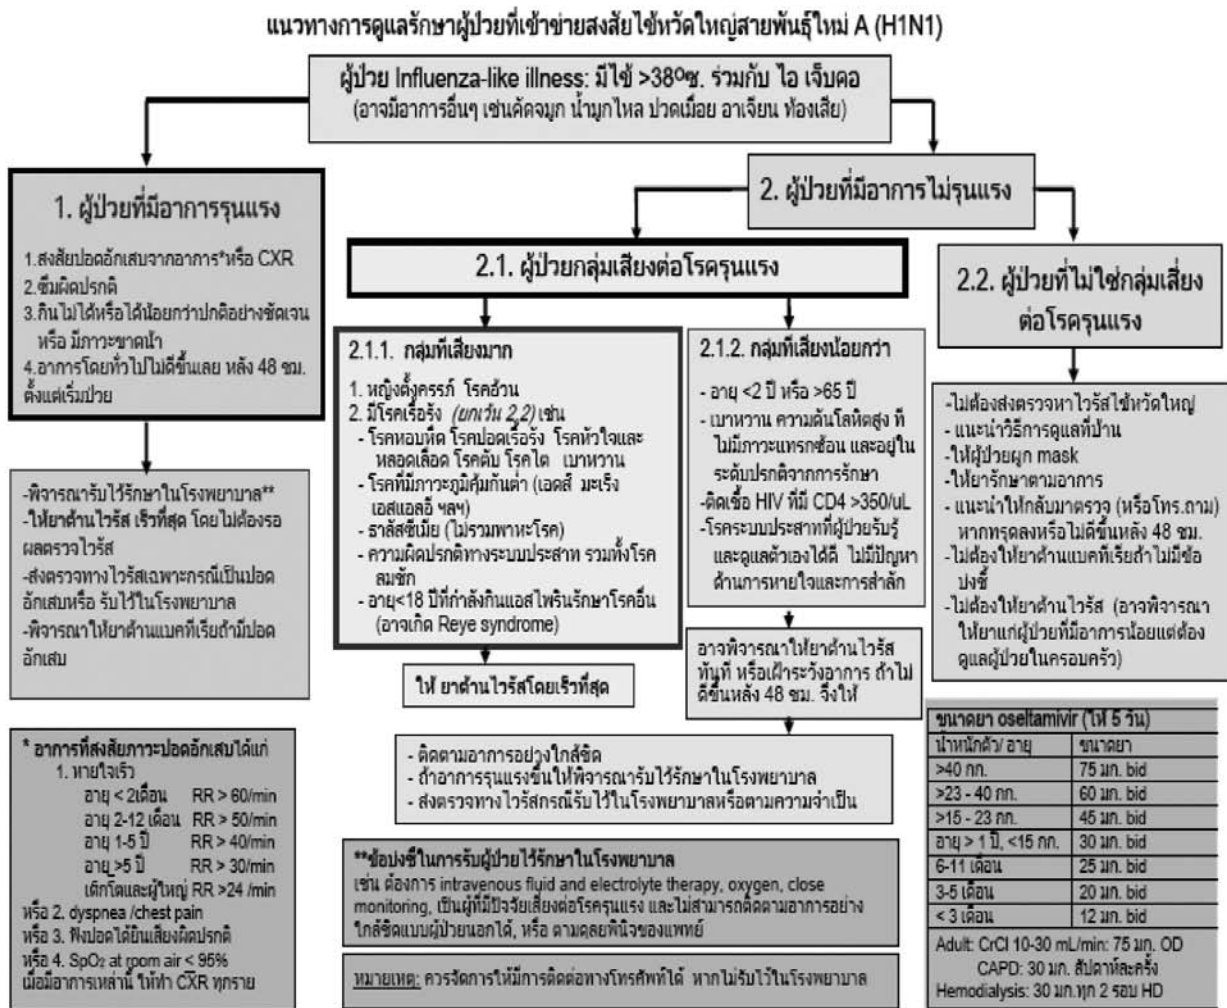 แนวทางการดูแลรักษาผู้ป่วยที่เข้าข่ายสงสัยไข้หวัดใหญ่สายพันธุ์ใหม่ A (H1N1)
ผู้ป่วย Influenza-like illness: มีไข้ >38ºซ. ร่วมกับ ไอ เจ็บคอ
(อาจมีอาการอื่นๆ เช่นคัดจมูก น้ำมูกไหล ปวดเมื่อย อาเจียน ท้องเสีย)
1. ผู้ป่วยที่มีอาการรุนแรง
1.สงสัยปอดอักเสบจากอาการ*หรือ CXR
2.ซึมผิดปรกติ
3.กินไม่ได้หรือได้น้อยกว่าปกติอย่างชัดเจน
หรือ มีภาวะขาดน้ำ
4.อาการโดยทั่วไปไม่ดีขึ้นเลย หลัง 48 ชม.
ตั้งแต่เริ่มป่วย
-พิจารณารับไว้รักษาในโรงพยาบาล**
-ให้ยาต้านไวรัส เร็วที่สุด โดยไม่ต้องรอ
ผลตรวจไวรัส
-ส่งตรวจทางไวรัสเฉพาะกรณีเป็นปอด
อักเสบหรือ รับไว้ในโรงพยาบาล
-พิจารณาให้ยาต้านแบคทีเรียถ้ามีปอด
อักเสบ
2. ผู้ป่วยที่มีอาการไม่รุนแรง
2.1. ผู้ป่วยกลุ่มเสี่ยงต่อโรครุนแรง
2.1.1. กลุ่มที่เสี่ยงมาก
1. หญิงตั้งครรภ์ โรคอ้วน
2. มีโรคเรื้อรัง (ยกเว้น 2.2) เช่น
- โรคหอบหืด โรคปอดเรื้อรัง โรคหัวใจและ
หลอดเลือด โรคตับ โรคไต เบาหวาน
- โรคที่มีภาวะภูมิคุ้มกันต่ำ (เอดส์ มะเร็ง
เอสแอลอี ฯลฯ)
- ธาลัสซีเมีย (ไม่รวมพาหะโรค)
- ความผิดปรกติทางระบบประสาท รวมทั้งโรค
ลมชัก
- อายุ<18 ปีที่กำลังกินแอสไพรินรักษาโรคอื่น
(อาจเกิด Reye syndrome)
ให้ ยาต้านไวรัสโดยเร็วที่สุด
2.1.2. กลุ่มที่เสี่ยงน้อยกว่า
- อายุ <2 ปี หรือ >65 ปี
- เบาหวาน ความดันโลหิตสูง ที่
ไม่มีภาวะแทรกซ้อน และอยู่ใน
ระดับปรกติจากการรักษา
-ติดเชื้อ HIV ที่มี CD4 >350/uL
-โรคระบบประสาทที่ผู้ป่วยรับรู้
และดูแลตัวเองได้ดี ไม่มีปัญหา
ด้านการหายใจและการสำลัก
อาจพิจารณาให้ยาต้านไวรัส
ทันที หรือเฝ้าระวังอาการ ถ้าไม่
ดีขึ้นหลัง 48 ชม. จึงให้
- ติดตามอาการอย่างใกล้ชิด
- ถ้าอาการรุนแรงขึ้นให้พิจารณารับไว้รักษาในโรงพยาบาล
- ส่งตรวจทางไวรัสกรณีรับไว้ในโรงพยาบาลหรือตามความจำเป็น
2.2. ผู้ป่วยที่ไม่ใช่กลุ่มเสี่ยง
ต่อโรครุนแรง
-ไม่ต้องส่งตรวจหาไวรัสไข้หวัดใหญ่
- แนะนำวิธีการดูแลที่บ้าน
-ให้ผู้ป่วยผูก mask
-ให้ยารักษาตามอาการ
- แนะนำให้กลับมาตรวจ (หรือโทร.ถาม)
หากทรุดลงหรือไม่ดีขึ้นหลัง 48 ชม.
-ไม่ต้องให้ยาต้านแบคทีเรียถ้าไม่มีข้อ
บ่งชี้
-ไม่ต้องให้ยาต้านไวรัส (อาจพิจารณา
ให้ยาแก่ผู้ป่วยที่มีอาการน้อยแต่ต้อง
ดูแลผู้ป่วยในครอบครัว)
* อาการที่สงสัยภาวะปอดอักเสบได้แก่
1. หายใจเร็ว
อายุ < 2เดือน RR > 60/min
อายุ 2-12 เดือน RR > 50/min
อายุ 1-5 ปี RR > 40/min
อายุ >5 ปี RR > 30/min
เด็กโตและผู้ใหญ่ RR >24 /min
หรือ 2. dyspnea /chest pain
หรือ 3. ฟังปอดได้ยินเสียงผิดปรกติ
หรือ 4. SpO₂ at room air < 95%
เมื่อมีอาการเหล่านี้ ให้ทำ CXR ทุกราย
**ข้อบ่งชี้ในการรับผู้ป่วยไว้รักษาในโรงพยาบาล
เช่น ต้องการ intravenous fluid and electrolyte therapy, oxygen, close
monitoring, เป็นผู้ที่มีปัจจัยเสี่ยงต่อโรครุนแรง และไม่สามารถติดตามอาการอย่าง
ใกล้ชิดแบบผู้ป่วยนอกได้, หรือ ตามดุลยพินิจของแพทย์
หมายเหตุ: ควรจัดการให้มีการติดต่อทางโทรศัพท์ได้ หากไม่รับไว้ในโรงพยาบาล
ขนาดยา oseltamivir (ให้ 5 วัน)
น้ำหนักตัว/ อายุ ขนาดยา
>40 กก. 75 มก. bid
>23 - 40 กก. 60 มก. bid
>15 - 23 กก. 45 มก. bid
อายุ > 1 ปี, <15 กก. 30 มก. bid
6-11 เดือน 25 มก. bid
3-5 เดือน 20 มก. bid
< 3 เดือน 12 มก. bid
Adult: CrCl 10-30 mL/min: 75 มก. OD
CAPD: 30 มก. สัปดาห์ละครั้ง
Hemodialysis: 30 มก.ทุก 2 รอบ HD